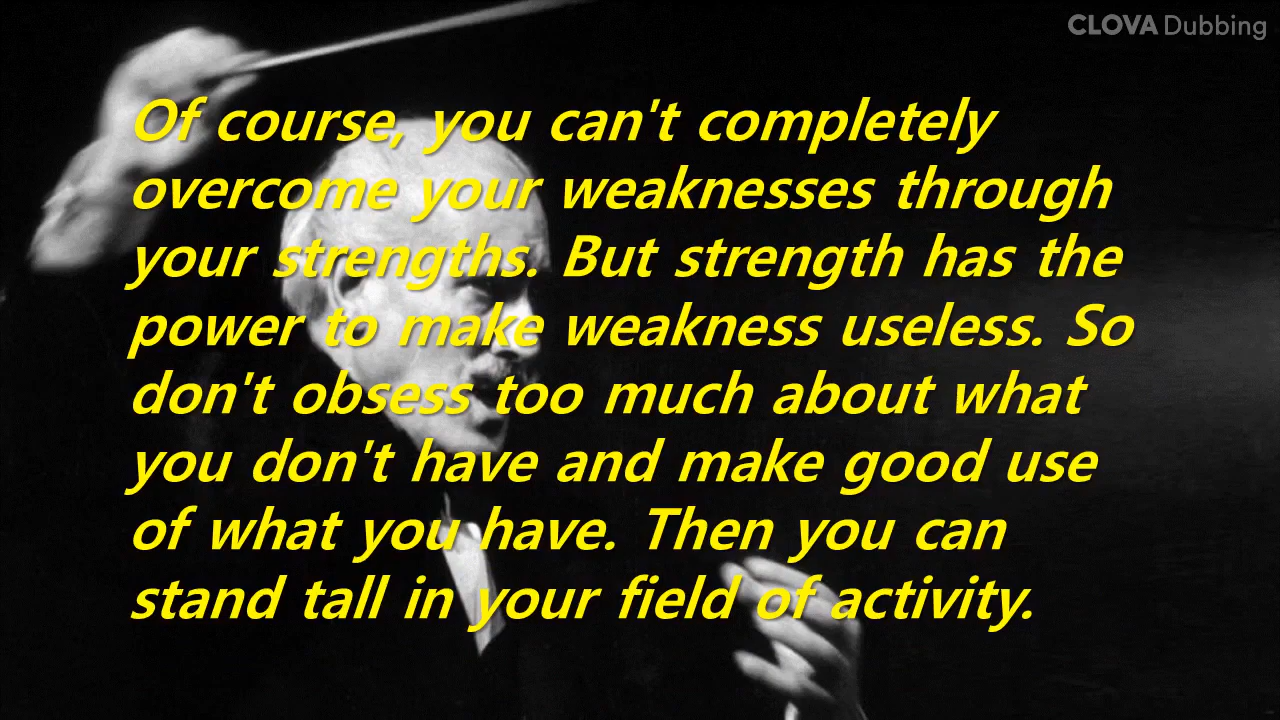 CLOVA Dubbing
Of course, you can't completely
overcome your weaknesses through
your strengths. But strength has the
power to make weakness useless. So
don't obsess too much about what
you don't have and make good use
of what you have. Then you can
stand tall in your field of activity.